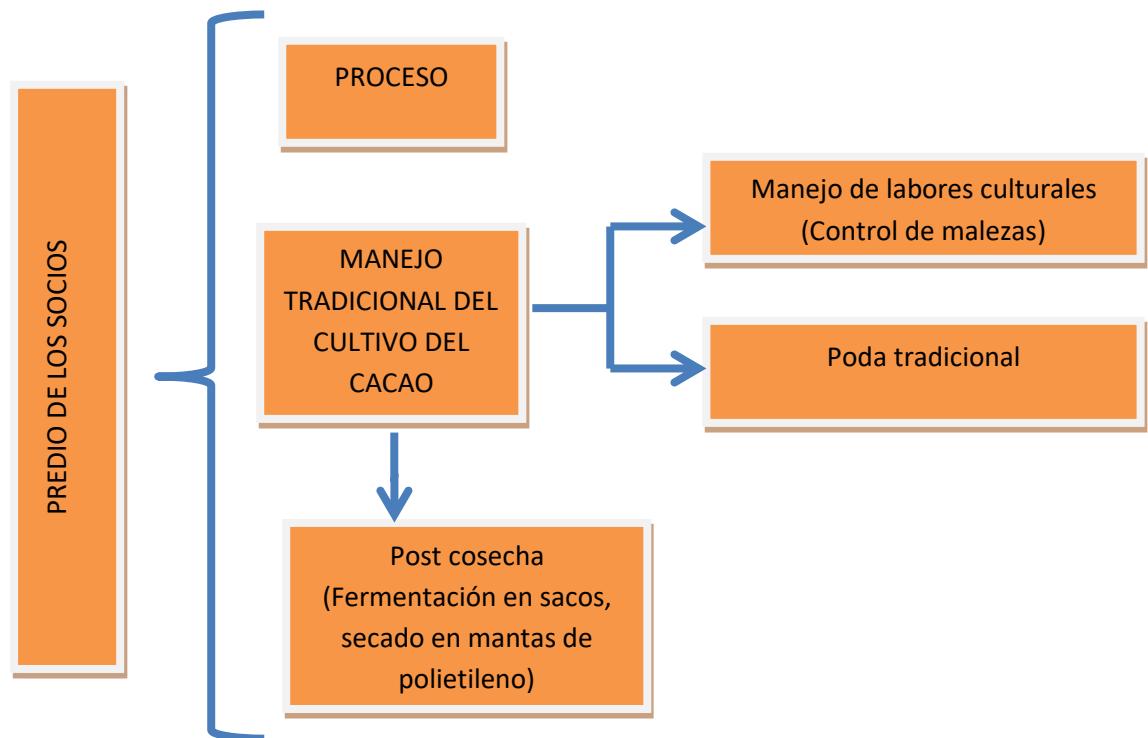 PREDIO DE LOS SOCIOS
PROCESO
MANEJO
TRADICIONAL DEL
CULTIVO DEL
CACAO
Manejo de labores culturales
(Control de malezas)
Poda tradicional
Post cosecha
(Fermentación en sacos,
secado en mantas de
polietileno)